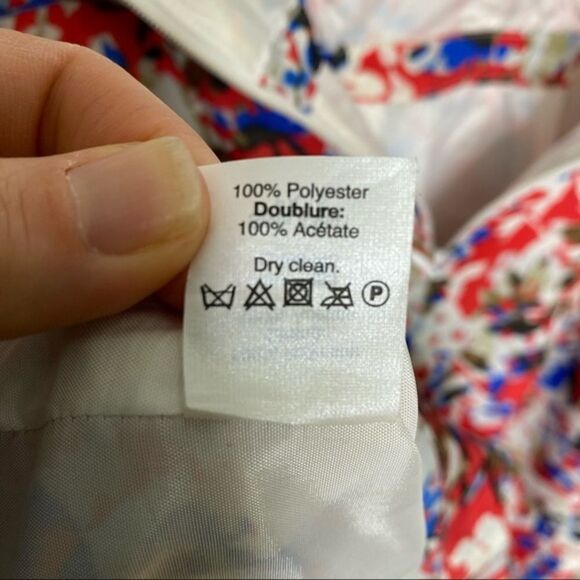 100% Polyester
Doublure:
100% Acétate
Dry clean.
P